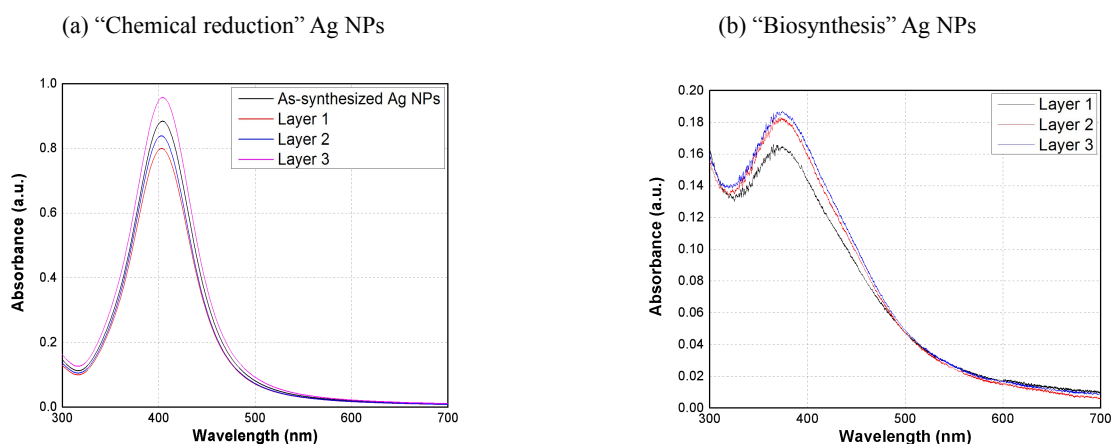 (a) “Chemical reduction” Ag NPs
1.0
0.8
0.6
0.4
0.2
0.0
Absorbance (a.u.)
As-synthesized Ag NPs
Layer 1
Layer 2
Layer 3
300 400 500 600 700
Wavelength (nm)
(b) “Biosynthesis” Ag NPs
0.20
0.18
0.16
0.14
0.12
0.10
0.08
0.06
0.04
0.02
0.00
Absorbance (a.u.)
Layer 1
Layer 2
Layer 3
300 400 500 600 700
Wavelength (nm)